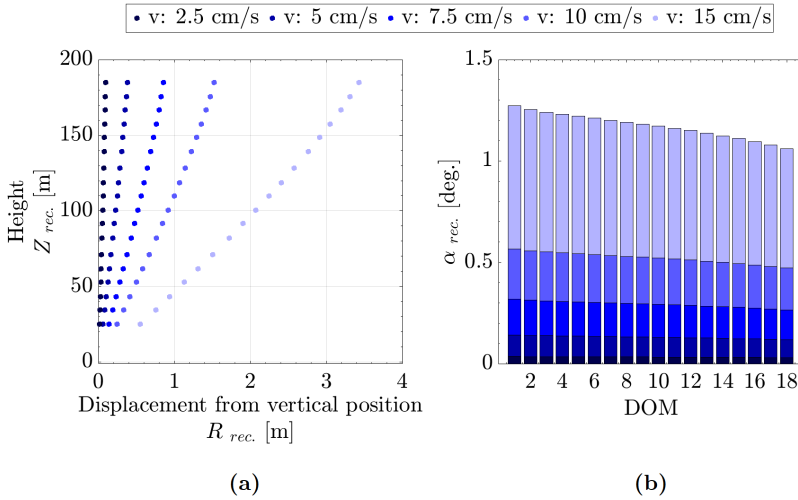 v: 2.5 cm/s v: 5 cm/s v: 7.5 cm/s v: 10 cm/s v: 15 cm/s
200
150
100
50
0
Height
Z rec. [m]
0 1 2 3 4
Displacement from vertical position
R rec. [m]
(a)
1.5
1
0.5
0
α rec. [deg.]
2 4 6 8 10 12 14 16 18
DOM
(b)